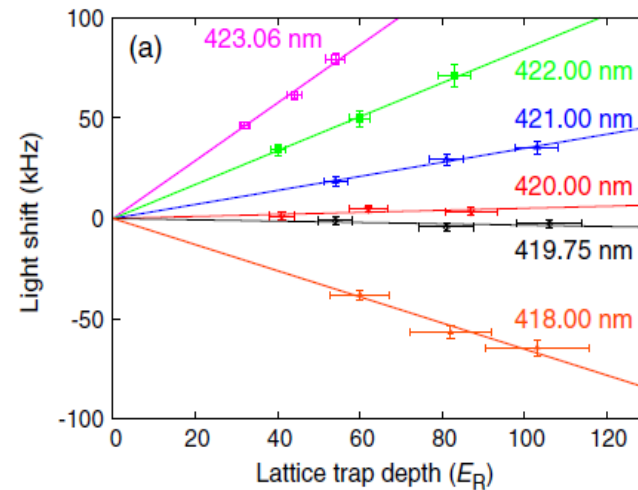 100
(a)
423.06 nm
422.00 nm
50
421.00 nm
420.00 nm
0
419.75 nm
-50
418.00 nm
-100
Light shift (kHz)
0 20 40 60 80 100 120
Lattice trap depth (E_R)